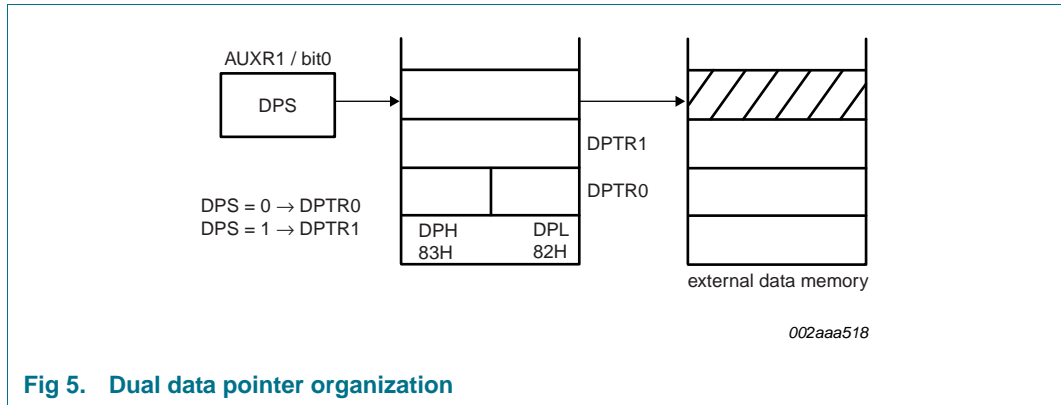 AUXR1 / bit0
DPS
DPTR1
DPTR0
DPS = 0 → DPTR0
DPS = 1 → DPTR1
DPH DPL
83H 82H
external data memory
002aaa518
Fig 5. Dual data pointer organization